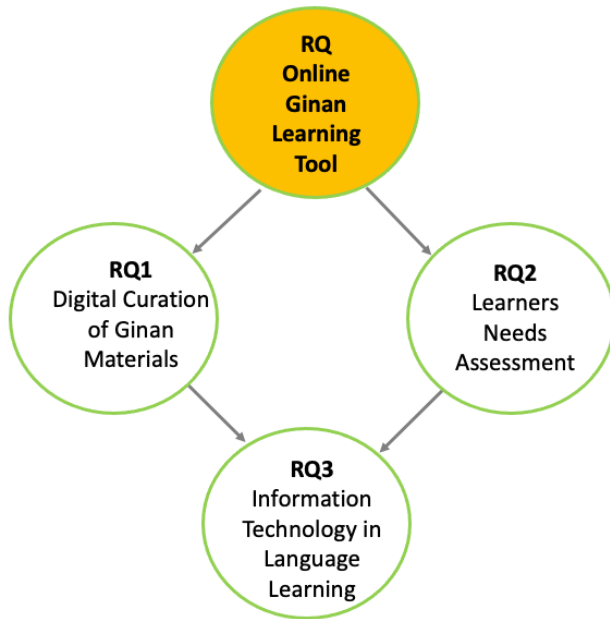 RQ
Online
Ginan
Learning
Tool
RQ1
Digital Curation
of Ginan
Materials
RQ2
Learners
Needs
Assessment
RQ3
Information
Technology in
Language
Learning